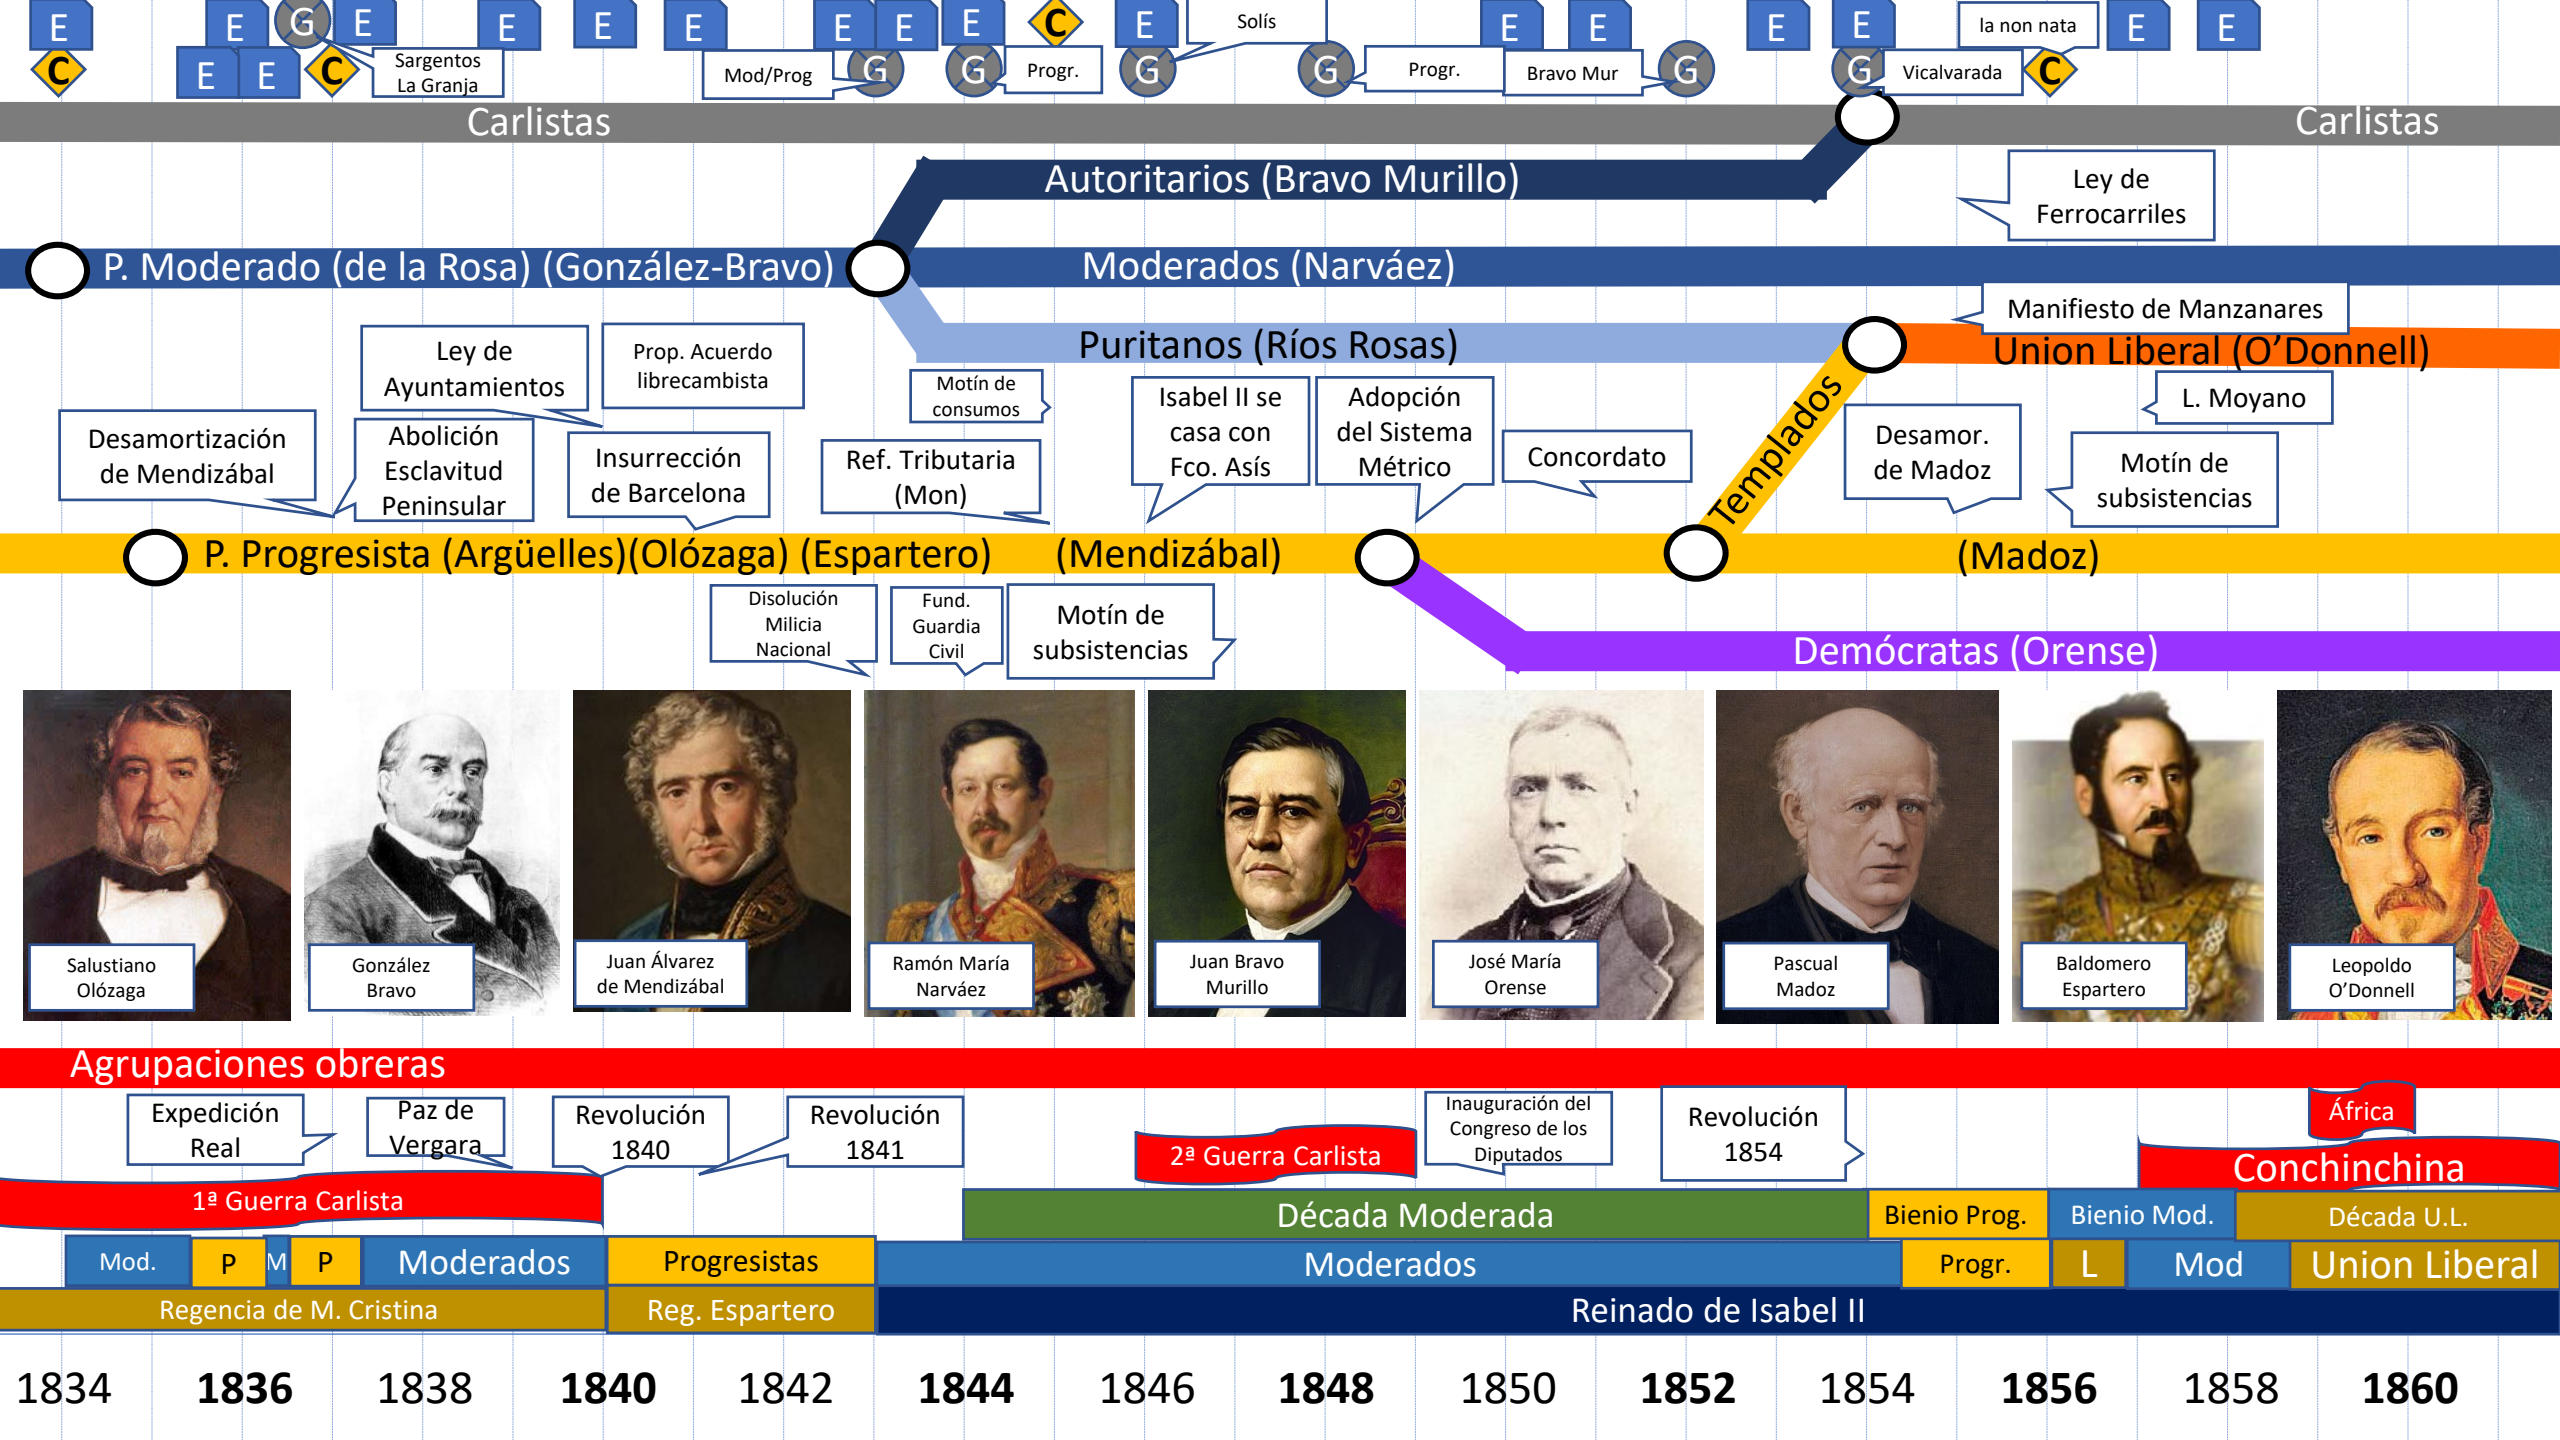 E
E
G
E
E
E
E
E
E
E
C
E
Solís
E
E
E
E
la non nata
E
E
C
E
E
C
Sargentos
La Granja
Mod/Prog
G
G
Progr.
G
G
Progr.
Bravo Mur
G
G
Vicalvarada
C
Carlistas
Carlistas
Autoritarios (Bravo Murillo)
Ley de
Ferrocarriles
P. Moderado (de la Rosa) (González-Bravo)
Moderados (Narváez)
Manifiesto de Manzanares
Puritanos (Ríos Rosas)
Union Liberal (O’Donnell)
Ley de
Ayuntamientos
Prop. Acuerdo
librecambista
Motín de
consumos
Isabel II se
casa con
Fco. Asís
Adopción
del Sistema
Métrico
Templados
L. Moyano
Desamortización
de Mendizábal
Abolición
Esclavitud
Peninsular
Insurrección
de Barcelona
Ref. Tributaria
(Mon)
Concordato
Desamor.
de Madoz
Motín de
subsistencias
P. Progresista (Argüelles)(Olózaga) (Espartero)
(Mendizábal)
(Madoz)
Disolución
Milicia
Nacional
Fund.
Guardia
Civil
Motín de
subsistencias
Demócratas (Orense)
Salustiano
Olózaga
González
Bravo
Juan Álvarez
de Mendizábal
Ramón María
Narváez
Juan Bravo
Murillo
José María
Orense
Pascual
Madoz
Baldomero
Espartero
Leopoldo
O’Donnell
Agrupaciones obreras
Expedición
Real
Paz de
Vergara
Revolución
1840
Revolución
1841
2ª Guerra Carlista
Inauguración del
Congreso de los
Diputados
Revolución
1854
África
Conchinchina
1ª Guerra Carlista
Década Moderada
Bienio Prog.
Bienio Mod.
Década U.L.
Mod.
P
M
P
Moderados
Progresistas
Moderados
Progr.
L
Mod
Union Liberal
Regencia de M. Cristina
Reg. Espartero
Reinado de Isabel II
1834
1836
1838
1840
1842
1844
1846
1848
1850
1852
1854
1856
1858
1860